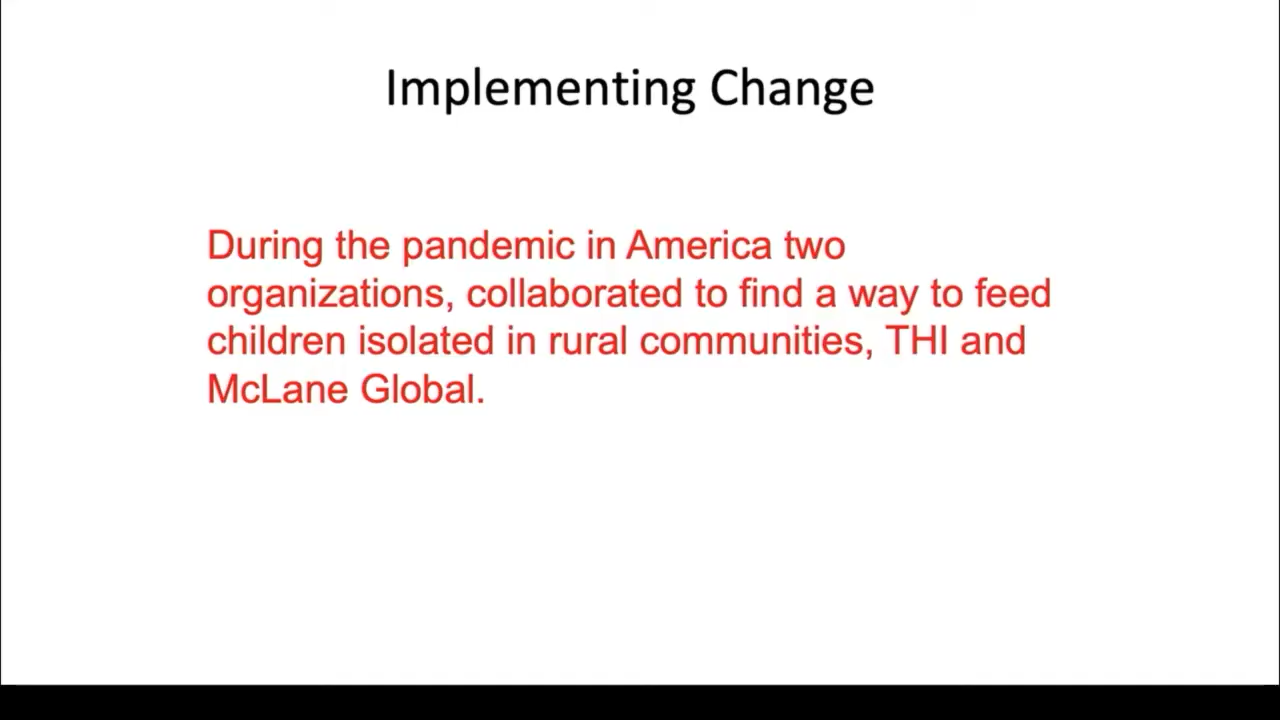 Implementing Change
During the pandemic in America two
organizations, collaborated to find a way to feed
children isolated in rural communities, THI and
McLane Global.